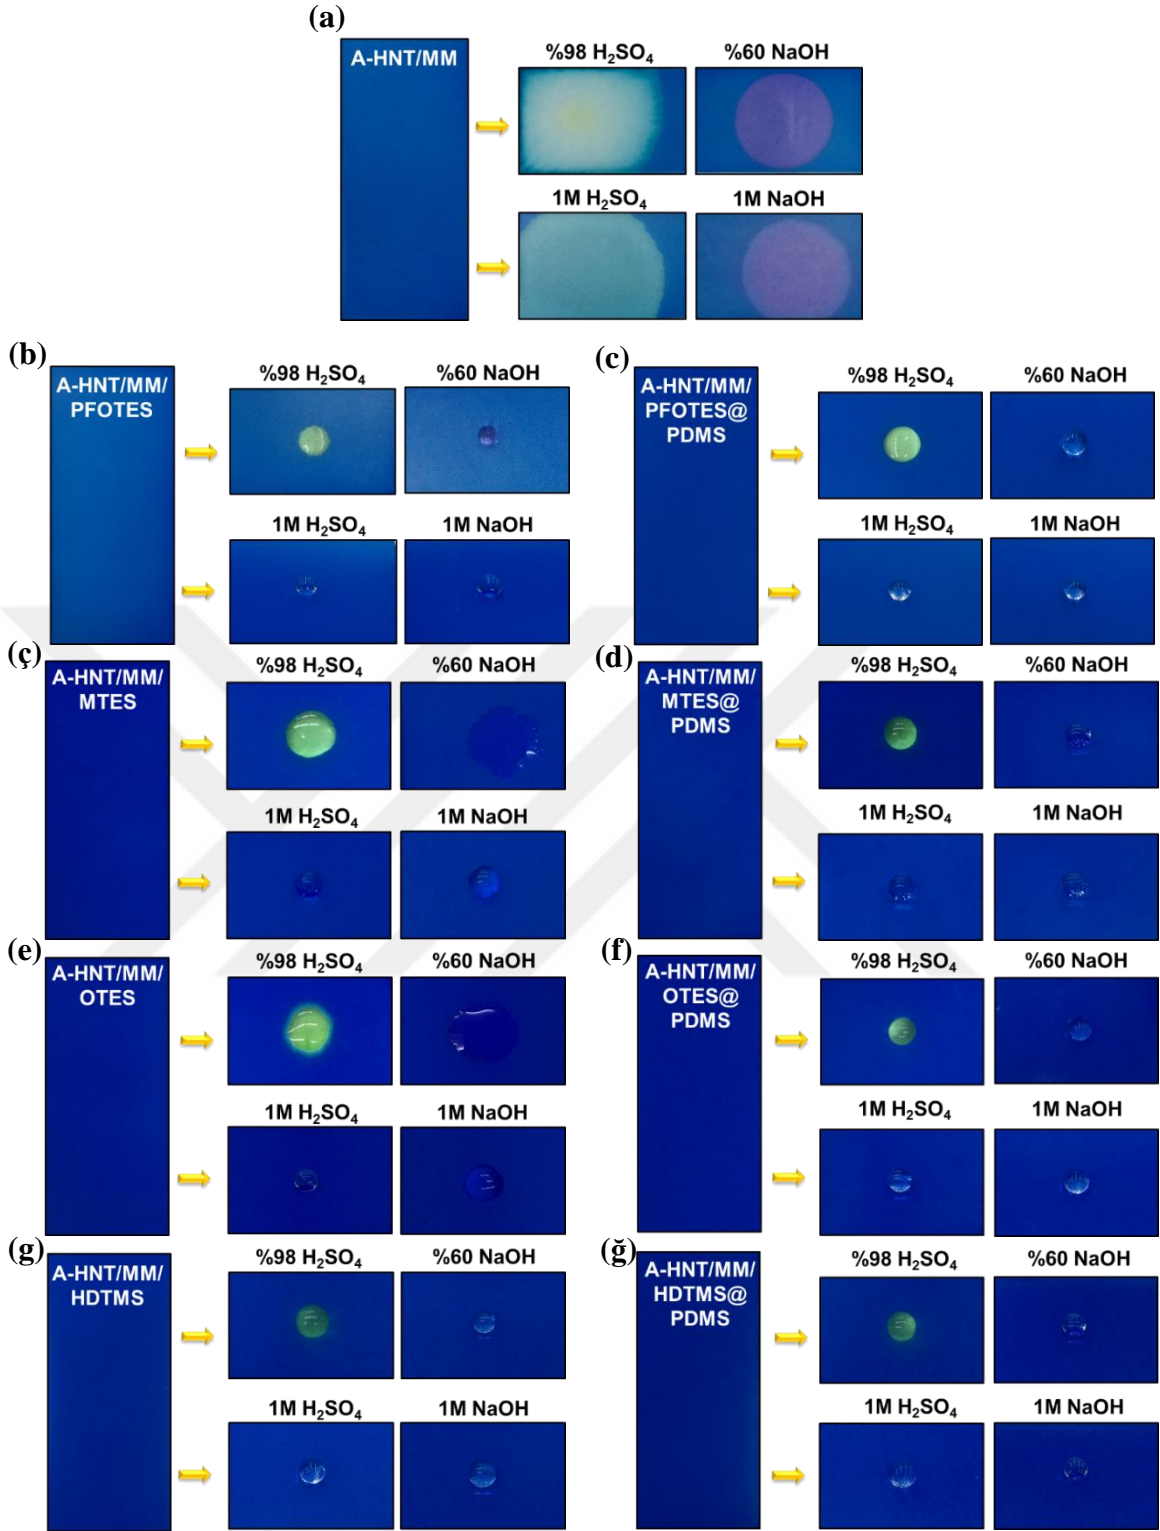 (a)
A-HNT/MM
%98 H₂SO₄
%60 NaOH
1M H₂SO₄
1M NaOH
(b)
A-HNT/MM/
PFOTES
%98 H₂SO₄
%60 NaOH
1M H₂SO₄
1M NaOH
(c)
A-HNT/MM/
PFOTES@
PDMS
%98 H₂SO₄
%60 NaOH
1M H₂SO₄
1M NaOH
(ç)
A-HNT/MM/
MTES
%98 H₂SO₄
%60 NaOH
1M H₂SO₄
1M NaOH
(d)
A-HNT/MM/
MTES@
PDMS
%98 H₂SO₄
%60 NaOH
1M H₂SO₄
1M NaOH
(e)
A-HNT/MM/
OTES
%98 H₂SO₄
%60 NaOH
1M H₂SO₄
1M NaOH
(f)
A-HNT/MM/
OTES@
PDMS
%98 H₂SO₄
%60 NaOH
1M H₂SO₄
1M NaOH
(g)
A-HNT/MM/
HDTMS
%98 H₂SO₄
%60 NaOH
1M H₂SO₄
1M NaOH
(ğ)
A-HNT/MM/
HDTMS@
PDMS
%98 H₂SO₄
%60 NaOH
1M H₂SO₄
1M NaOH